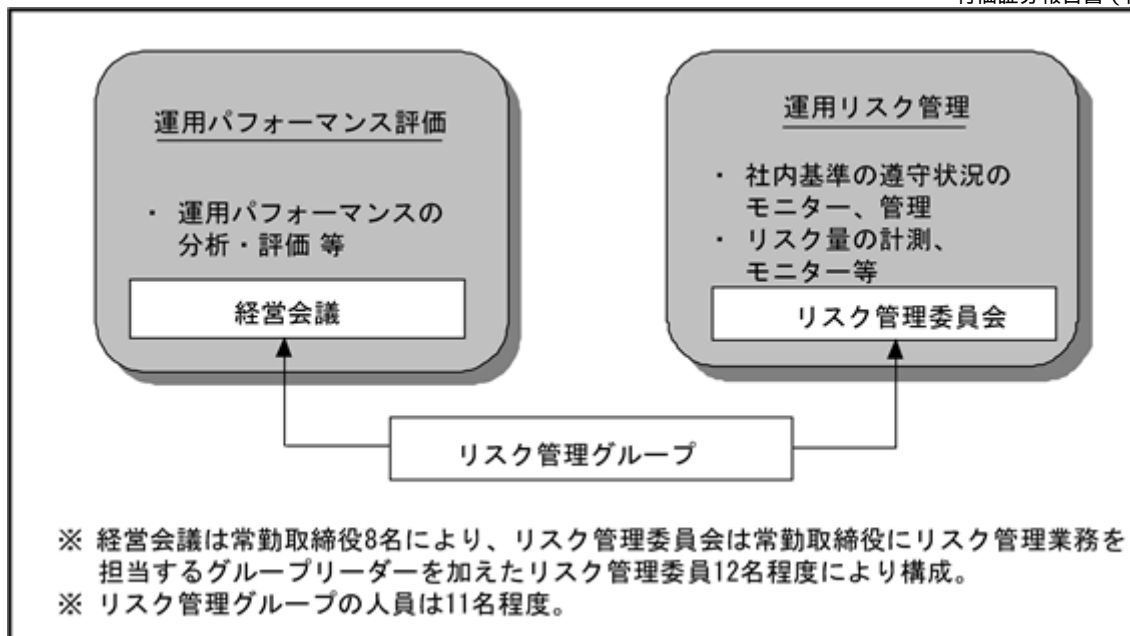 運用パフォーマンス評価
・ 運用パフォーマンスの
分析・評価 等
経営会議
運用リスク管理
・ 社内基準の遵守状況の
モニター、管理
・ リスク量の計測、
モニター等
リスク管理委員会
リスク管理グループ
※ 経営会議は常勤取締役8名により、リスク管理委員会は常勤取締役にリスク管理業務を
担当するグループリーダーを加えたリスク管理委員12名程度により構成。
※ リスク管理グループの人員は11名程度。